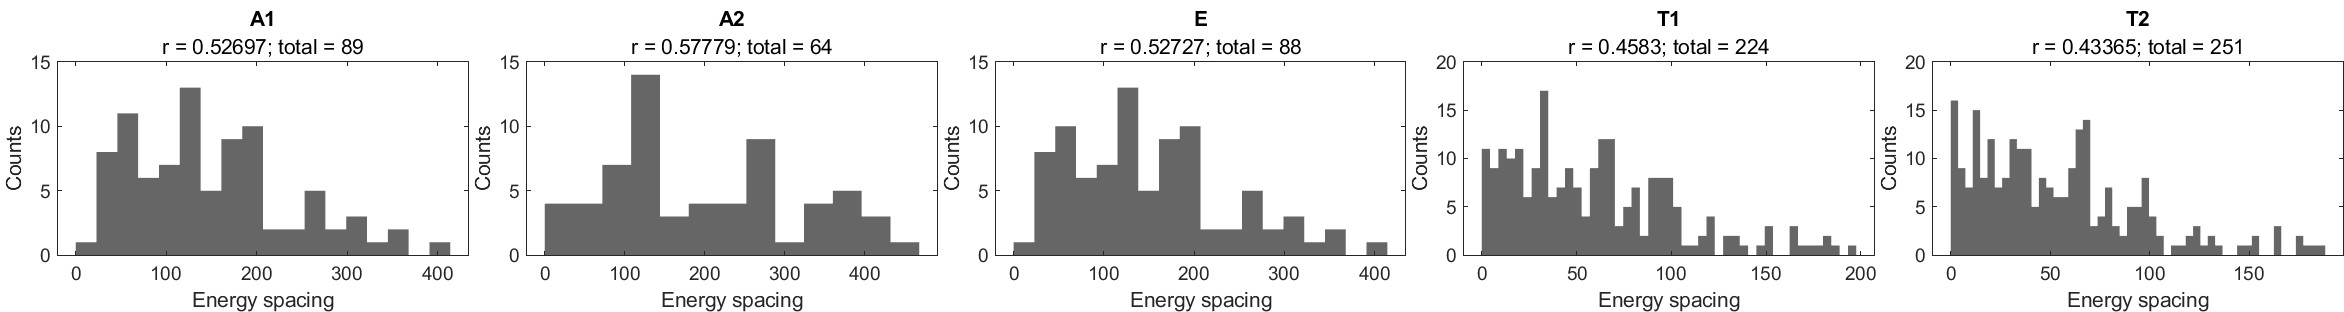 A1
r = 0.52697; total = 89
15
10
5
0
0 100 200 300 400
Counts
Energy spacing
A2
r = 0.57779; total = 64
15
10
5
0
0 100 200 300 400
Counts
Energy spacing
E
r = 0.52727; total = 88
15
10
5
0
0 100 200 300 400
Counts
Energy spacing
T1
r = 0.4583; total = 224
20
15
10
5
0
0 50 100 150 200
Counts
Energy spacing
T2
r = 0.43365; total = 251
20
15
10
5
0
0 50 100 150
Counts
Energy spacing